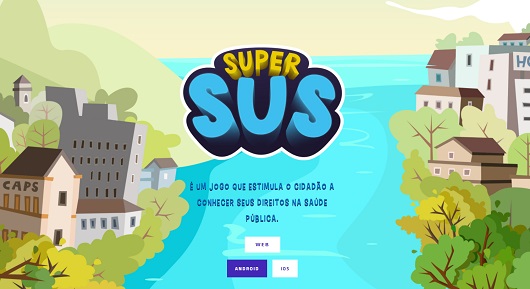 SUPER
SUS
CAPS
HO
É UM JOGO QUE ESTIMULA O CIDADÃO A
CONHECER SEUS DIREITOS NA SAÚDE
PÚBLICA.
WEB
ANDROID
IOS